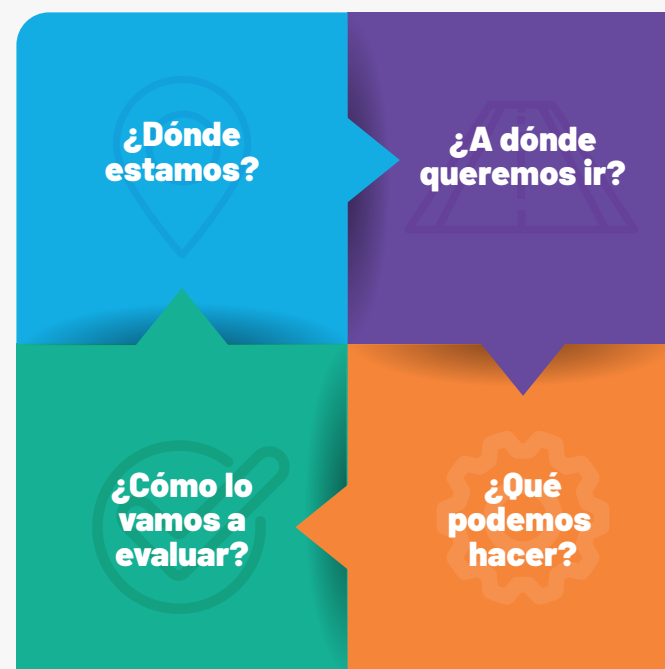 ¿Dónde
estamos?
¿A dónde
queremos ir?
¿Cómo lo
vamos a
evaluar?
¿Qué
podemos
hacer?